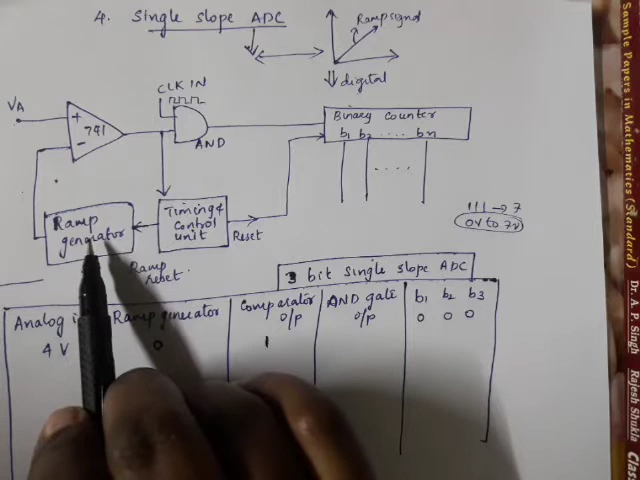 4. Single slope ADC
Ramp signal
digital
CLK IN
VA
+
741
-
AND
Binary Counter
b1 b2 .... bn
....
Ramp
generator
Timing &
control
unit
Reset
Ramp
reset
111 → 7
0V to 7V
3 bit Single slope ADC
Analog i Ramp generator Comparator o/p AND gate o/p b1 b2 b3
4 V 0 1 0 0 0
Sample Papers in Mathematics (Standard)
Dr. A. P. Singh Rajesh Shukla Clas